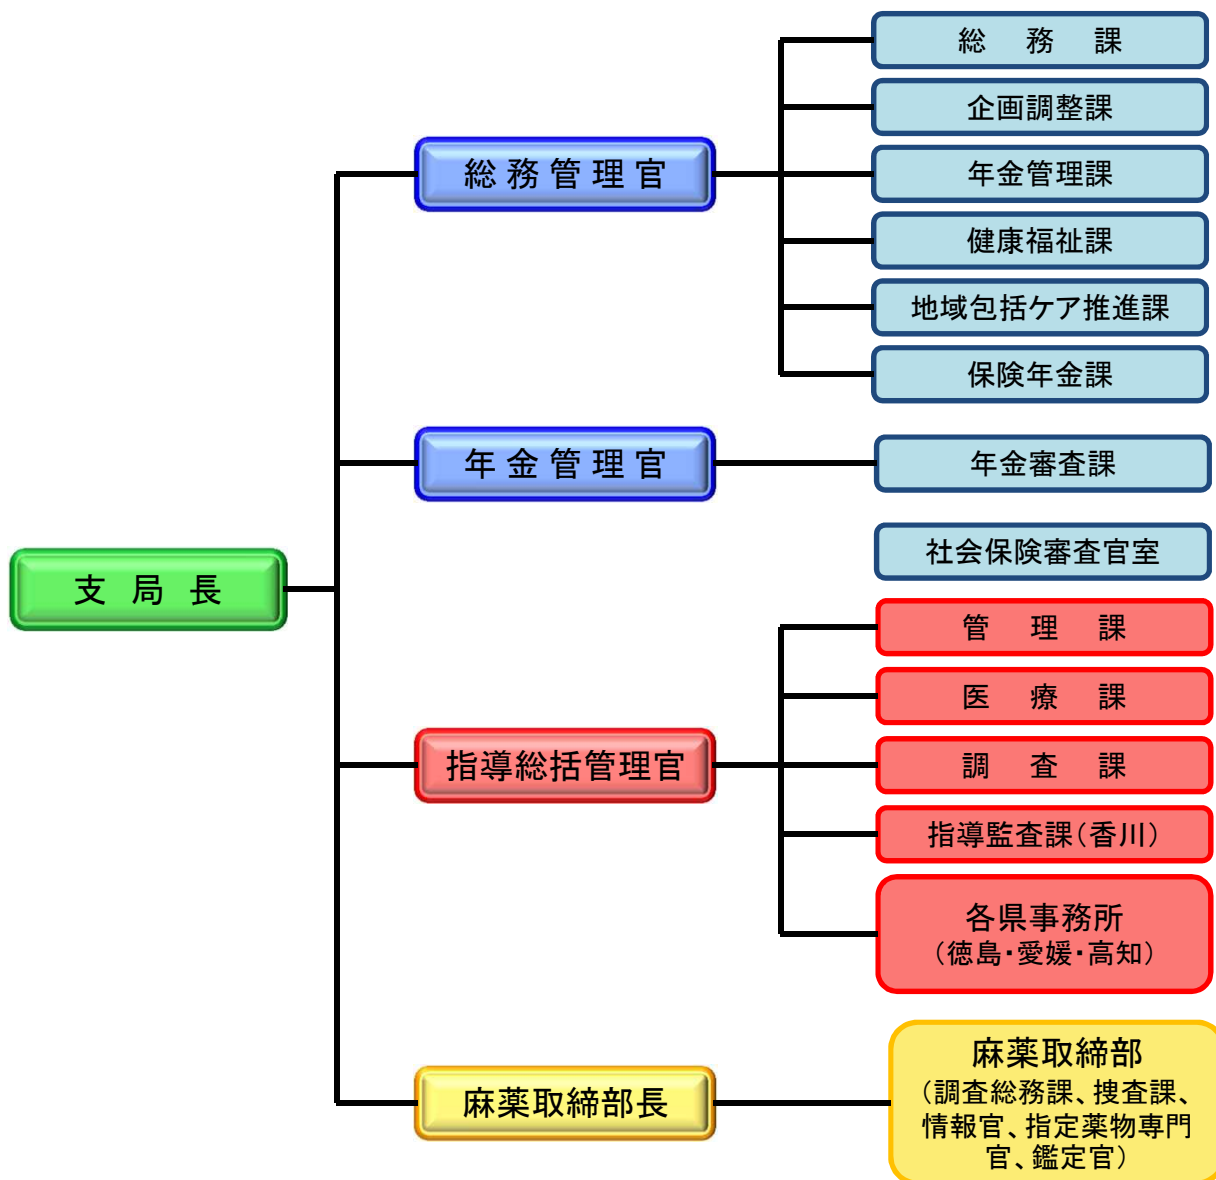 支局長
総務管理官
総務課
企画調整課
年金管理課
健康福祉課
地域包括ケア推進課
保険年金課
年金管理官
年金審査課
社会保険審査官室
指導総括管理官
管理課
医療課
調査課
指導監査課（香川）
各県事務所
（徳島・愛媛・高知）
麻薬取締部長
麻薬取締部
（調査総務課、捜査課、
情報官、指定薬物専門
官、鑑定官）